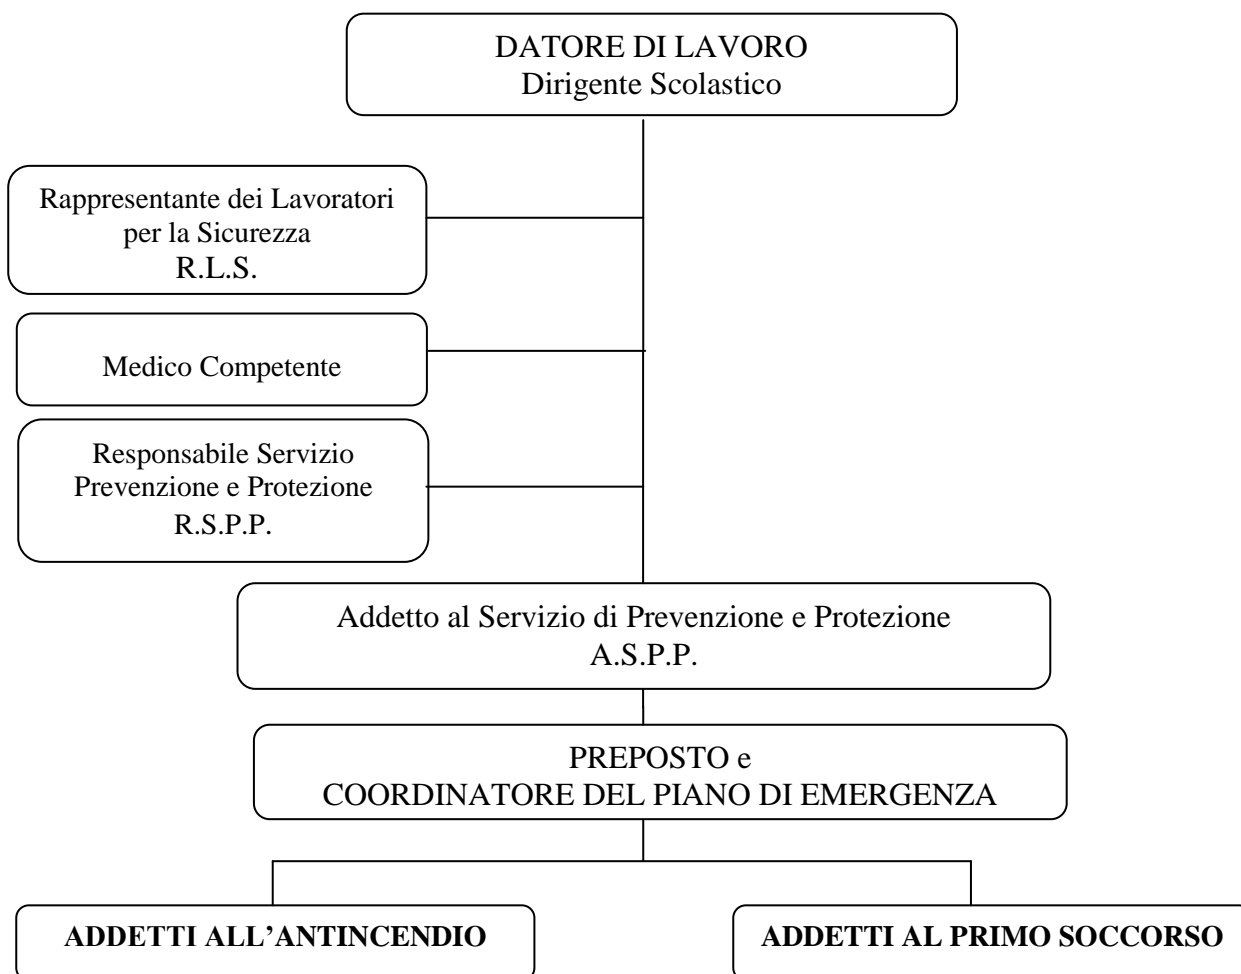 DATORE DI LAVORO
Dirigente Scolastico
Rappresentante dei Lavoratori
per la Sicurezza
R.L.S.
Medico Competente
Responsabile Servizio
Prevenzione e Protezione
R.S.P.P.
Addetto al Servizio di Prevenzione e Protezione
A.S.P.P.
PREPOSTO e
COORDINATORE DEL PIANO DI EMERGENZA
ADDETTI ALL’ANTINCENDIO
ADDETTI AL PRIMO SOCCORSO